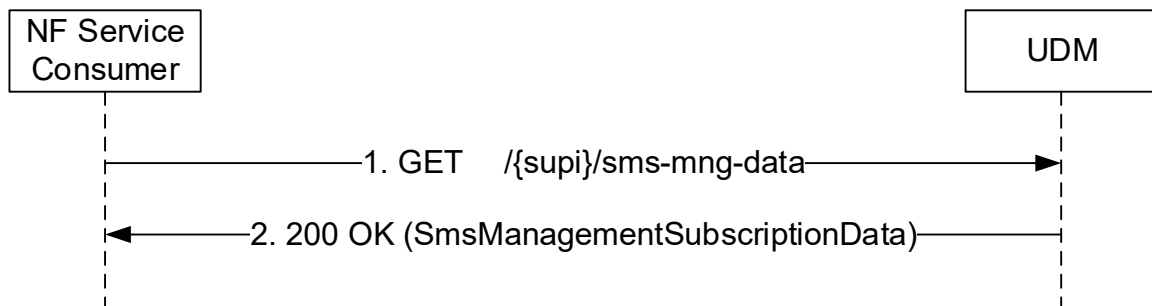 NF Service
Consumer
UDM
1. GET /{supi}/sms-mng-data
2. 200 OK (SmsManagementSubscriptionData)